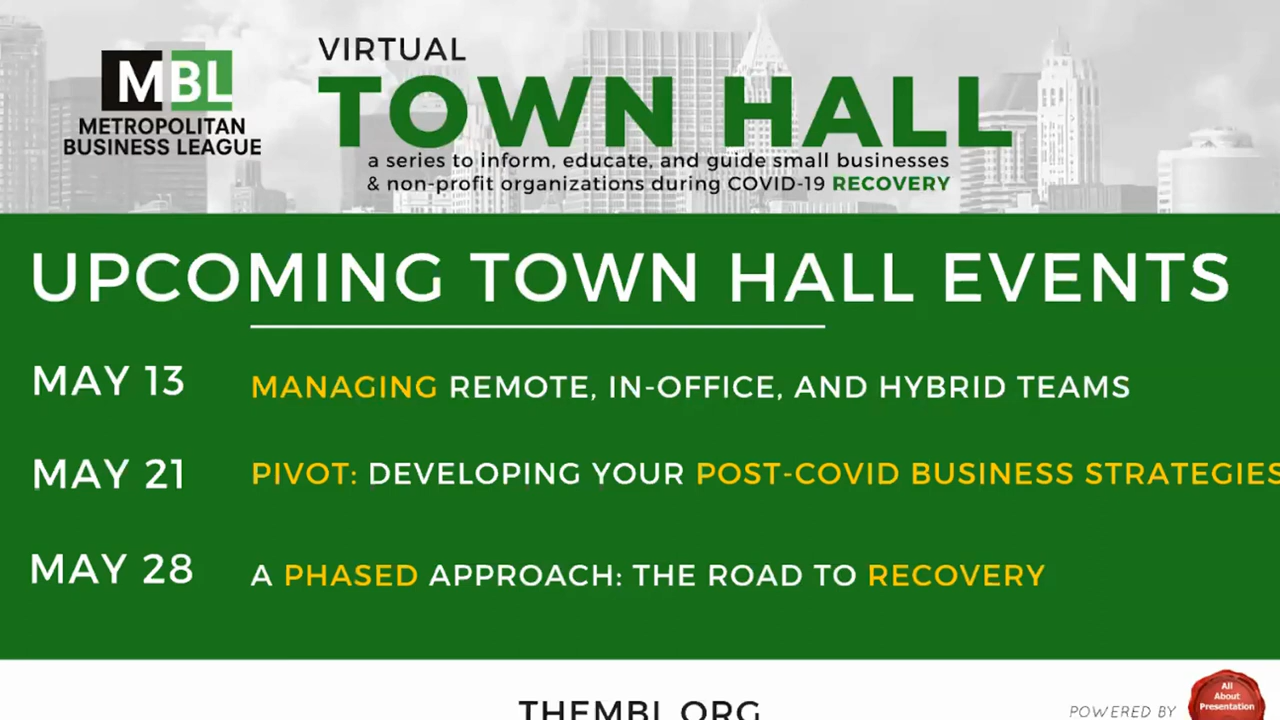 MBL
METROPOLITAN
BUSINESS LEAGUE
VIRTUAL
TOWN HALL
a series to inform, educate, and guide small businesses
& non-profit organizations during COVID-19 RECOVERY
UPCOMING TOWN HALL EVENTS
MAY 13 MANAGING REMOTE, IN-OFFICE, AND HYBRID TEAMS
MAY 21 PIVOT: DEVELOPING YOUR POST-COVID BUSINESS STRATEGIES
MAY 28 A PHASED APPROACH: THE ROAD TO RECOVERY
THEMBL.ORG
POWERED BY
All
About
Presentation